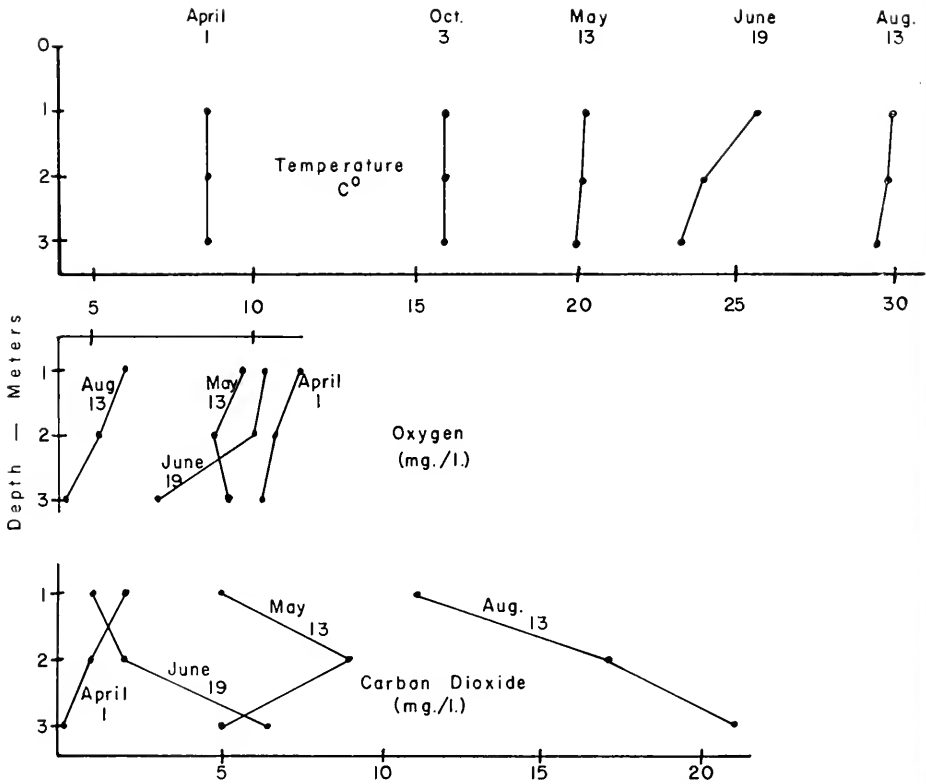 April Oct. May June Aug.
1 3 13 19 13
0
1
2
3
Temperature
C°
5 10 15 20 25 30
Depth — Meters
1
2
3
Aug
13
May
13
April
1
June
19
Oxygen
(mg./l.)
1
2
3
May
13
Aug.
13
June
19
April
1
Carbon Dioxide
(mg./l.)
5 10 15 20